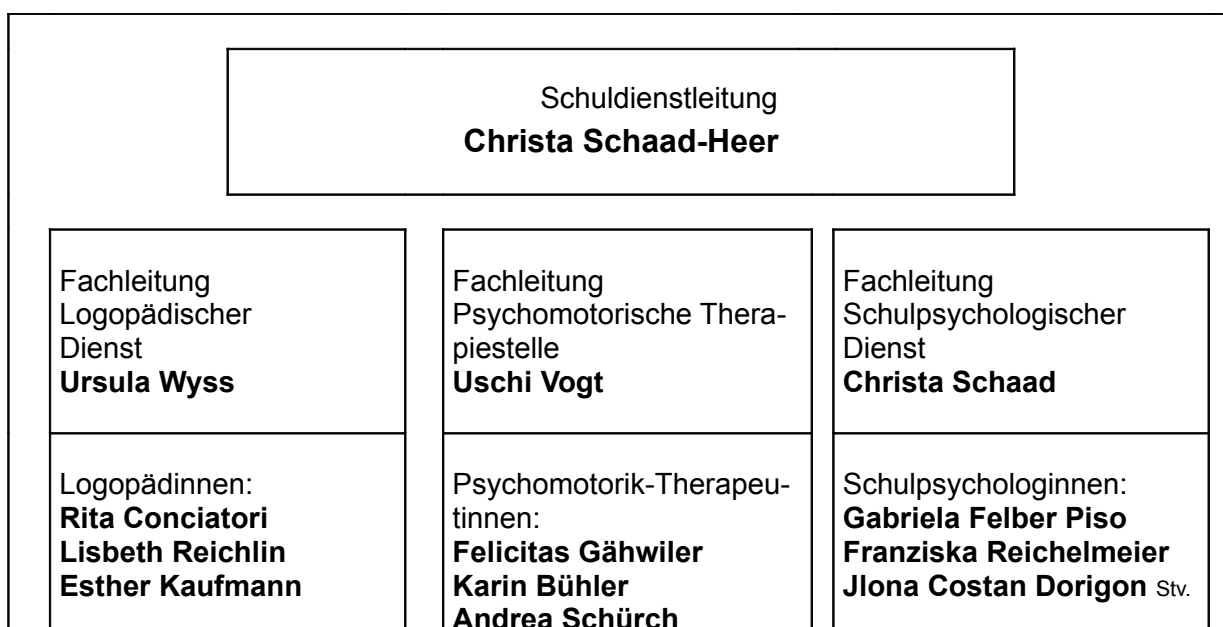 Schuldienstleitung
Christa Schaad-Heer
Fachleitung
Logopädischer
Dienst
Ursula Wyss
Fachleitung
Psychomotorische Thera-
piestelle
Uschi Vogt
Fachleitung
Schulpsychologischer
Dienst
Christa Schaad
Logopädinnen:
Rita Conciatori
Lisbeth Reichlin
Esther Kaufmann
Psychomotorik-Therapeu-
tinnen:
Felicitas Gähwiler
Karin Bühler
Andrea Schürch
Schulpsychologinnen:
Gabriela Felber Piso
Franziska Reichelmeier
Jlona Costan Dorigon Stv.